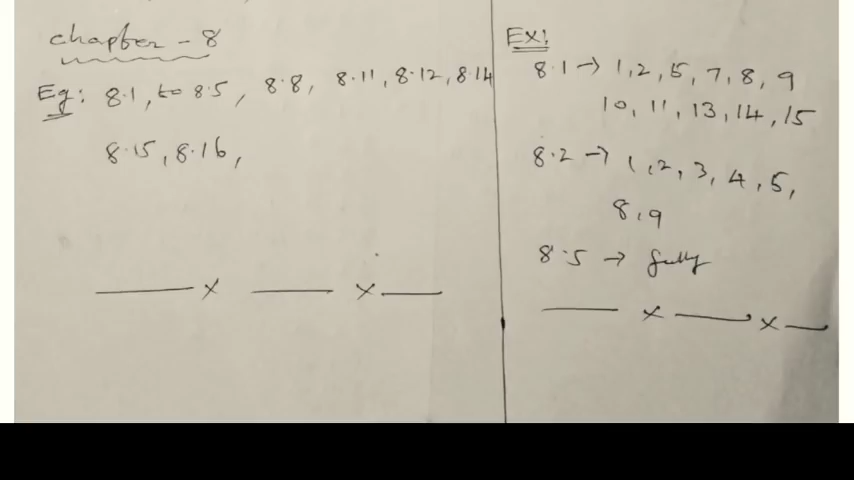 chapter - 8
Eg: 8.1, to 8.5, 8.8, 8.11, 8.12, 8.14
8.15, 8.16,
Ex:
8.1 → 1, 2, 5, 7, 8, 9
10, 11, 13, 14, 15
8.2 → 1, 2, 3, 4, 5,
8, 9
8.5 → fully